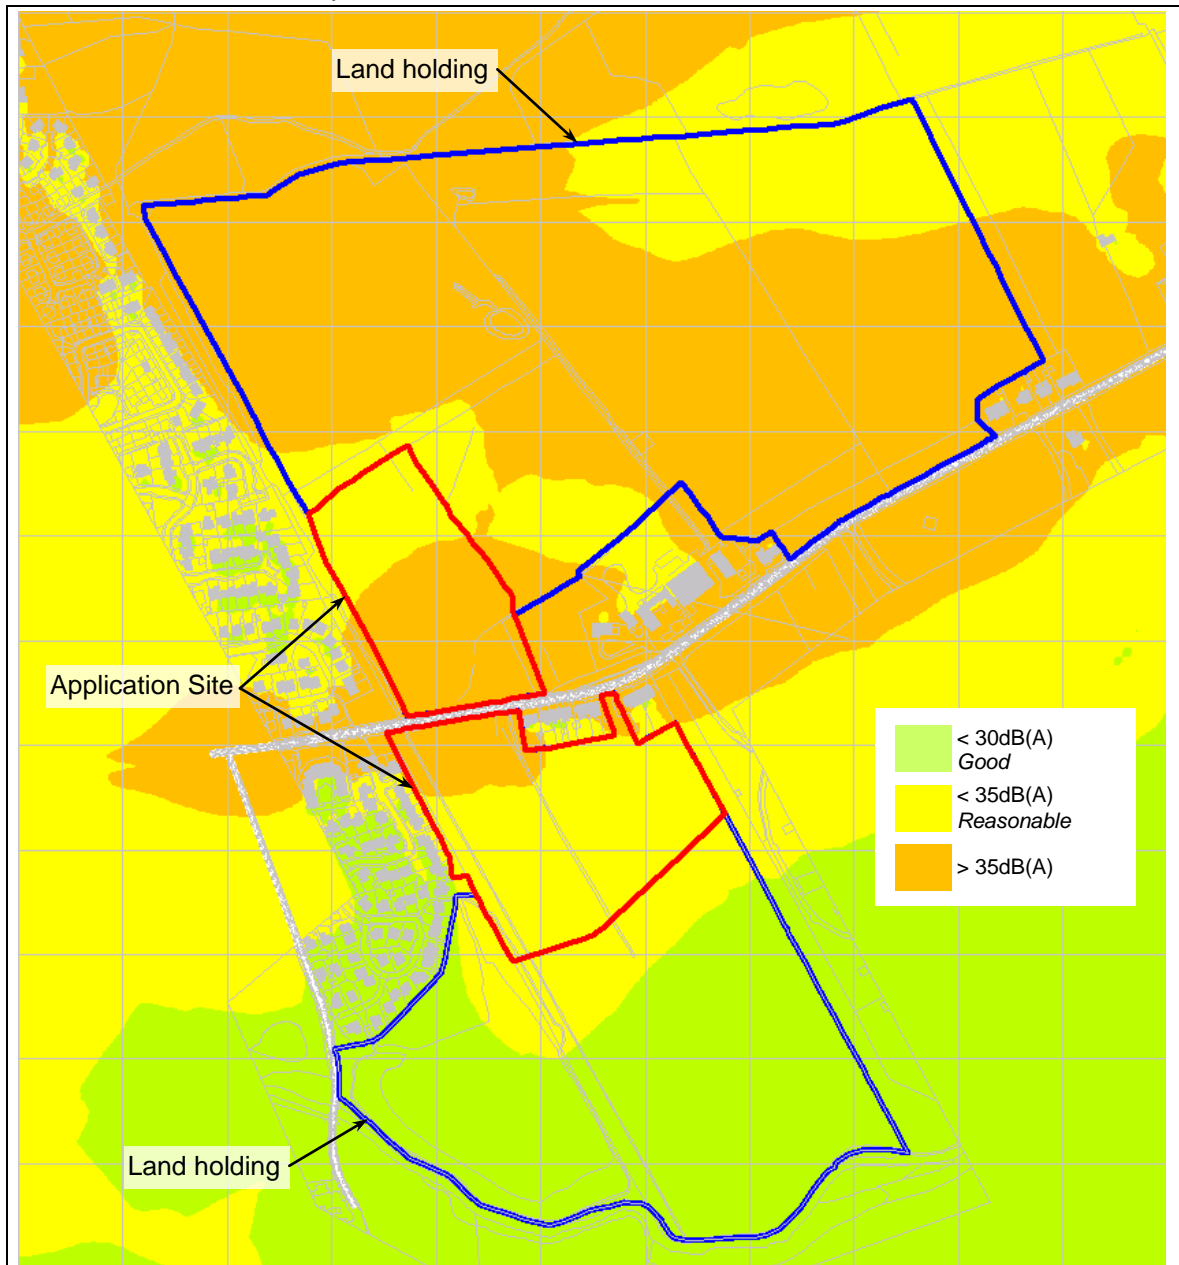 Land holding
Application Site
< 30dB(A)
Good
< 35dB(A)
Reasonable
> 35dB(A)
Land holding